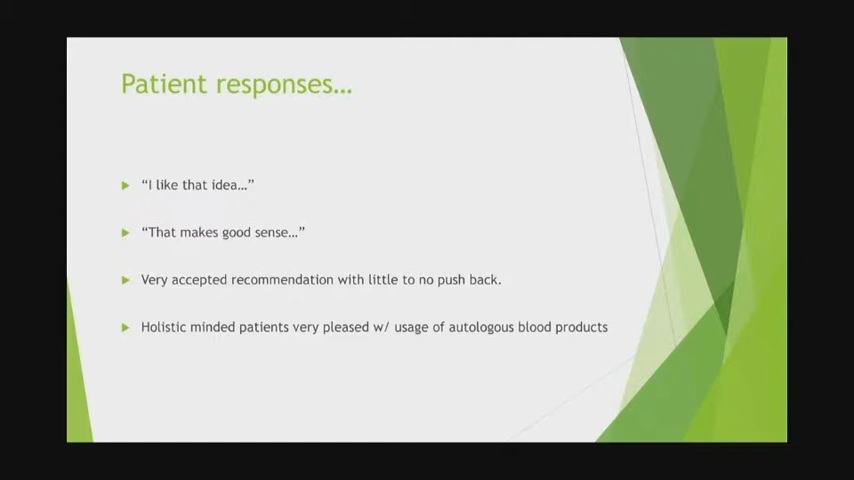 Patient responses…
“I like that idea…”
“That makes good sense…”
Very accepted recommendation with little to no push back.
Holistic minded patients very pleased w/ usage of autologous blood products